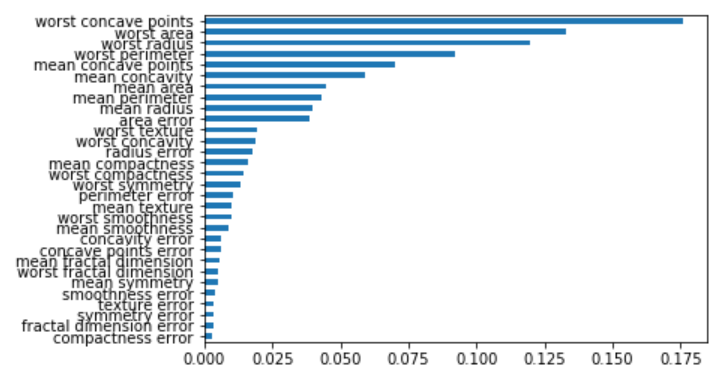 worst concave points
worst area
worst radius
worst perimeter
mean concave points
mean concavity
mean area
mean perimeter
mean radius
area error
worst texture
worst concavity
radius error
mean compactness
worst compactness
worst symmetry
perimeter error
mean texture
worst smoothness
mean smoothness
concavity error
concave points error
mean fractal dimension
worst fractal dimension
mean symmetry
smoothness error
texture error
symmetry error
fractal dimension error
compactness error
0.000 0.025 0.050 0.075 0.100 0.125 0.150 0.175